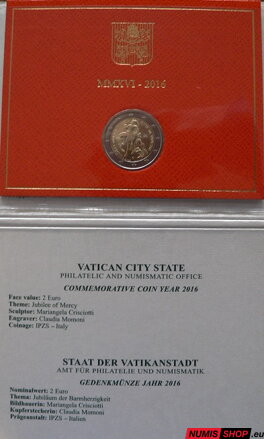 MMXVI - 2016
VATICAN CITY STATE
PHILATELIC AND NUMISMATIC OFFICE
COMMEMORATIVE COIN YEAR 2016
Face value: 2 Euro
Theme: Jubilee of Mercy
Sculptor: Mariangela Crisciotti
Engraver: Claudia Momoni
Coinage: IPZS – Italy
STAAT DER VATIKANSTADT
AMT FÜR PHILATELIE UND NUMISMATIK
GEDENKMÜNZE JAHR 2016
Nominalwert: 2 Euro
Thema: Jubiläum der Barmherzigkeit
Bildhauerin: Mariangela Crisciotti
Kupferstecherin: Claudia Momoni
Prägeanstalt: IPZS – Italien
NUMIS SHOP.eu